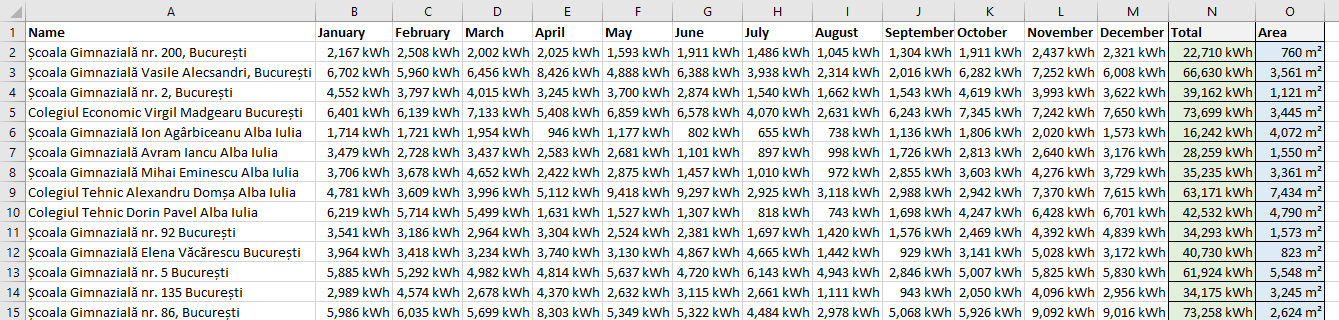 A B C D E F G H I J K L M N O
1 Name January February March April May June July August September October November December Total Area
2 Școala Gimnazială nr. 200, București 2,167 kWh 2,508 kWh 2,002 kWh 2,025 kWh 1,593 kWh 1,911 kWh 1,486 kWh 1,045 kWh 1,304 kWh 1,911 kWh 2,437 kWh 2,321 kWh 22,710 kWh 760 m²
3 Școala Gimnazială Vasile Alecsandri, București 6,702 kWh 5,960 kWh 6,456 kWh 8,426 kWh 4,888 kWh 6,388 kWh 3,938 kWh 2,314 kWh 2,016 kWh 6,282 kWh 7,252 kWh 6,008 kWh 66,630 kWh 3,561 m²
4 Școala Gimnazială nr. 2, București 4,552 kWh 3,797 kWh 4,015 kWh 3,245 kWh 3,700 kWh 2,874 kWh 1,540 kWh 1,662 kWh 1,543 kWh 4,619 kWh 3,993 kWh 3,622 kWh 39,162 kWh 1,121 m²
5 Colegiul Economic Virgil Madgearu București 6,401 kWh 6,139 kWh 7,133 kWh 5,408 kWh 6,859 kWh 6,578 kWh 4,070 kWh 2,631 kWh 6,243 kWh 7,345 kWh 7,242 kWh 7,650 kWh 73,699 kWh 3,445 m²
6 Școala Gimnazială Ion Agârbiceanu Alba Iulia 1,714 kWh 1,721 kWh 1,954 kWh 946 kWh 1,177 kWh 802 kWh 655 kWh 738 kWh 1,136 kWh 1,806 kWh 2,020 kWh 1,573 kWh 16,242 kWh 4,072 m²
7 Școala Gimnazială Avram Iancu Alba Iulia 3,479 kWh 2,728 kWh 3,437 kWh 2,583 kWh 2,681 kWh 1,101 kWh 897 kWh 998 kWh 1,726 kWh 2,813 kWh 2,640 kWh 3,176 kWh 28,259 kWh 1,550 m²
8 Școala Gimnazială Mihai Eminescu Alba Iulia 3,706 kWh 3,678 kWh 4,652 kWh 2,422 kWh 2,875 kWh 1,457 kWh 1,010 kWh 972 kWh 2,855 kWh 3,603 kWh 4,276 kWh 3,729 kWh 35,235 kWh 3,361 m²
9 Colegiul Tehnic Alexandru Domșa Alba Iulia 4,781 kWh 3,609 kWh 3,996 kWh 5,112 kWh 9,418 kWh 9,297 kWh 2,925 kWh 3,118 kWh 2,988 kWh 2,942 kWh 7,370 kWh 7,615 kWh 63,171 kWh 7,434 m²
10 Colegiul Tehnic Dorin Pavel Alba Iulia 6,219 kWh 5,714 kWh 5,499 kWh 1,631 kWh 1,527 kWh 1,307 kWh 818 kWh 743 kWh 1,698 kWh 4,247 kWh 6,428 kWh 6,701 kWh 42,532 kWh 4,790 m²
11 Școala Gimnazială nr. 92 București 3,541 kWh 3,186 kWh 2,964 kWh 3,304 kWh 2,524 kWh 2,381 kWh 1,697 kWh 1,420 kWh 1,576 kWh 2,469 kWh 4,392 kWh 4,839 kWh 34,293 kWh 1,573 m²
12 Școala Gimnazială Elena Văcărescu București 3,964 kWh 3,418 kWh 3,234 kWh 3,740 kWh 3,130 kWh 4,867 kWh 4,665 kWh 1,442 kWh 929 kWh 3,141 kWh 5,028 kWh 3,172 kWh 40,730 kWh 823 m²
13 Școala Gimnazială nr. 5 București 5,885 kWh 5,292 kWh 4,982 kWh 4,814 kWh 5,637 kWh 4,720 kWh 6,143 kWh 4,943 kWh 2,846 kWh 5,007 kWh 5,825 kWh 5,830 kWh 61,924 kWh 5,548 m²
14 Școala Gimnazială nr. 135 București 2,989 kWh 4,574 kWh 2,678 kWh 4,370 kWh 2,632 kWh 3,115 kWh 2,661 kWh 1,111 kWh 943 kWh 2,050 kWh 4,096 kWh 2,956 kWh 34,175 kWh 3,245 m²
15 Școala Gimnazială nr. 86, București 5,986 kWh 6,035 kWh 5,699 kWh 8,303 kWh 5,349 kWh 5,322 kWh 4,484 kWh 2,978 kWh 5,068 kWh 5,926 kWh 9,092 kWh 9,016 kWh 73,258 kWh 2,624 m²